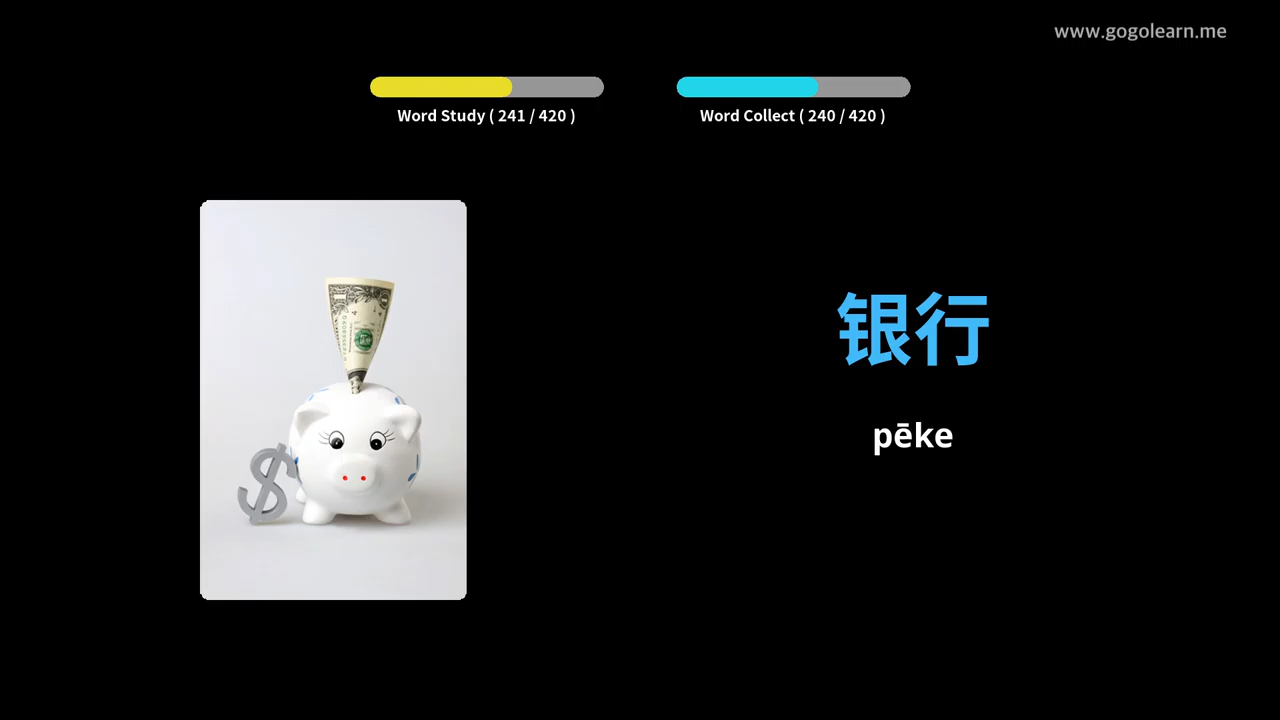 www.gogolearn.me
Word Study ( 241 / 420 )
Word Collect ( 240 / 420 )
银行
pēke
$